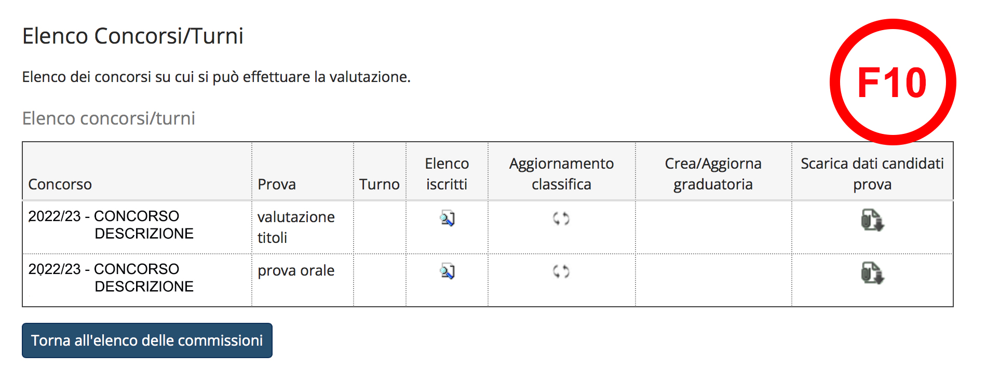 Elenco Concorsi/Turni
F10
Elenco dei concorsi su cui si può effettuare la valutazione.
Elenco concorsi/turni
Concorso
Prova
Turno
Elenco
iscritti
Aggiornamento
classifica
Crea/Aggiorna
graduatoria
Scarica dati candidati
prova
2022/23 - CONCORSO
DESCRIZIONE
valutazione
titoli
2022/23 - CONCORSO
DESCRIZIONE
prova orale
Torna all'elenco delle commissioni